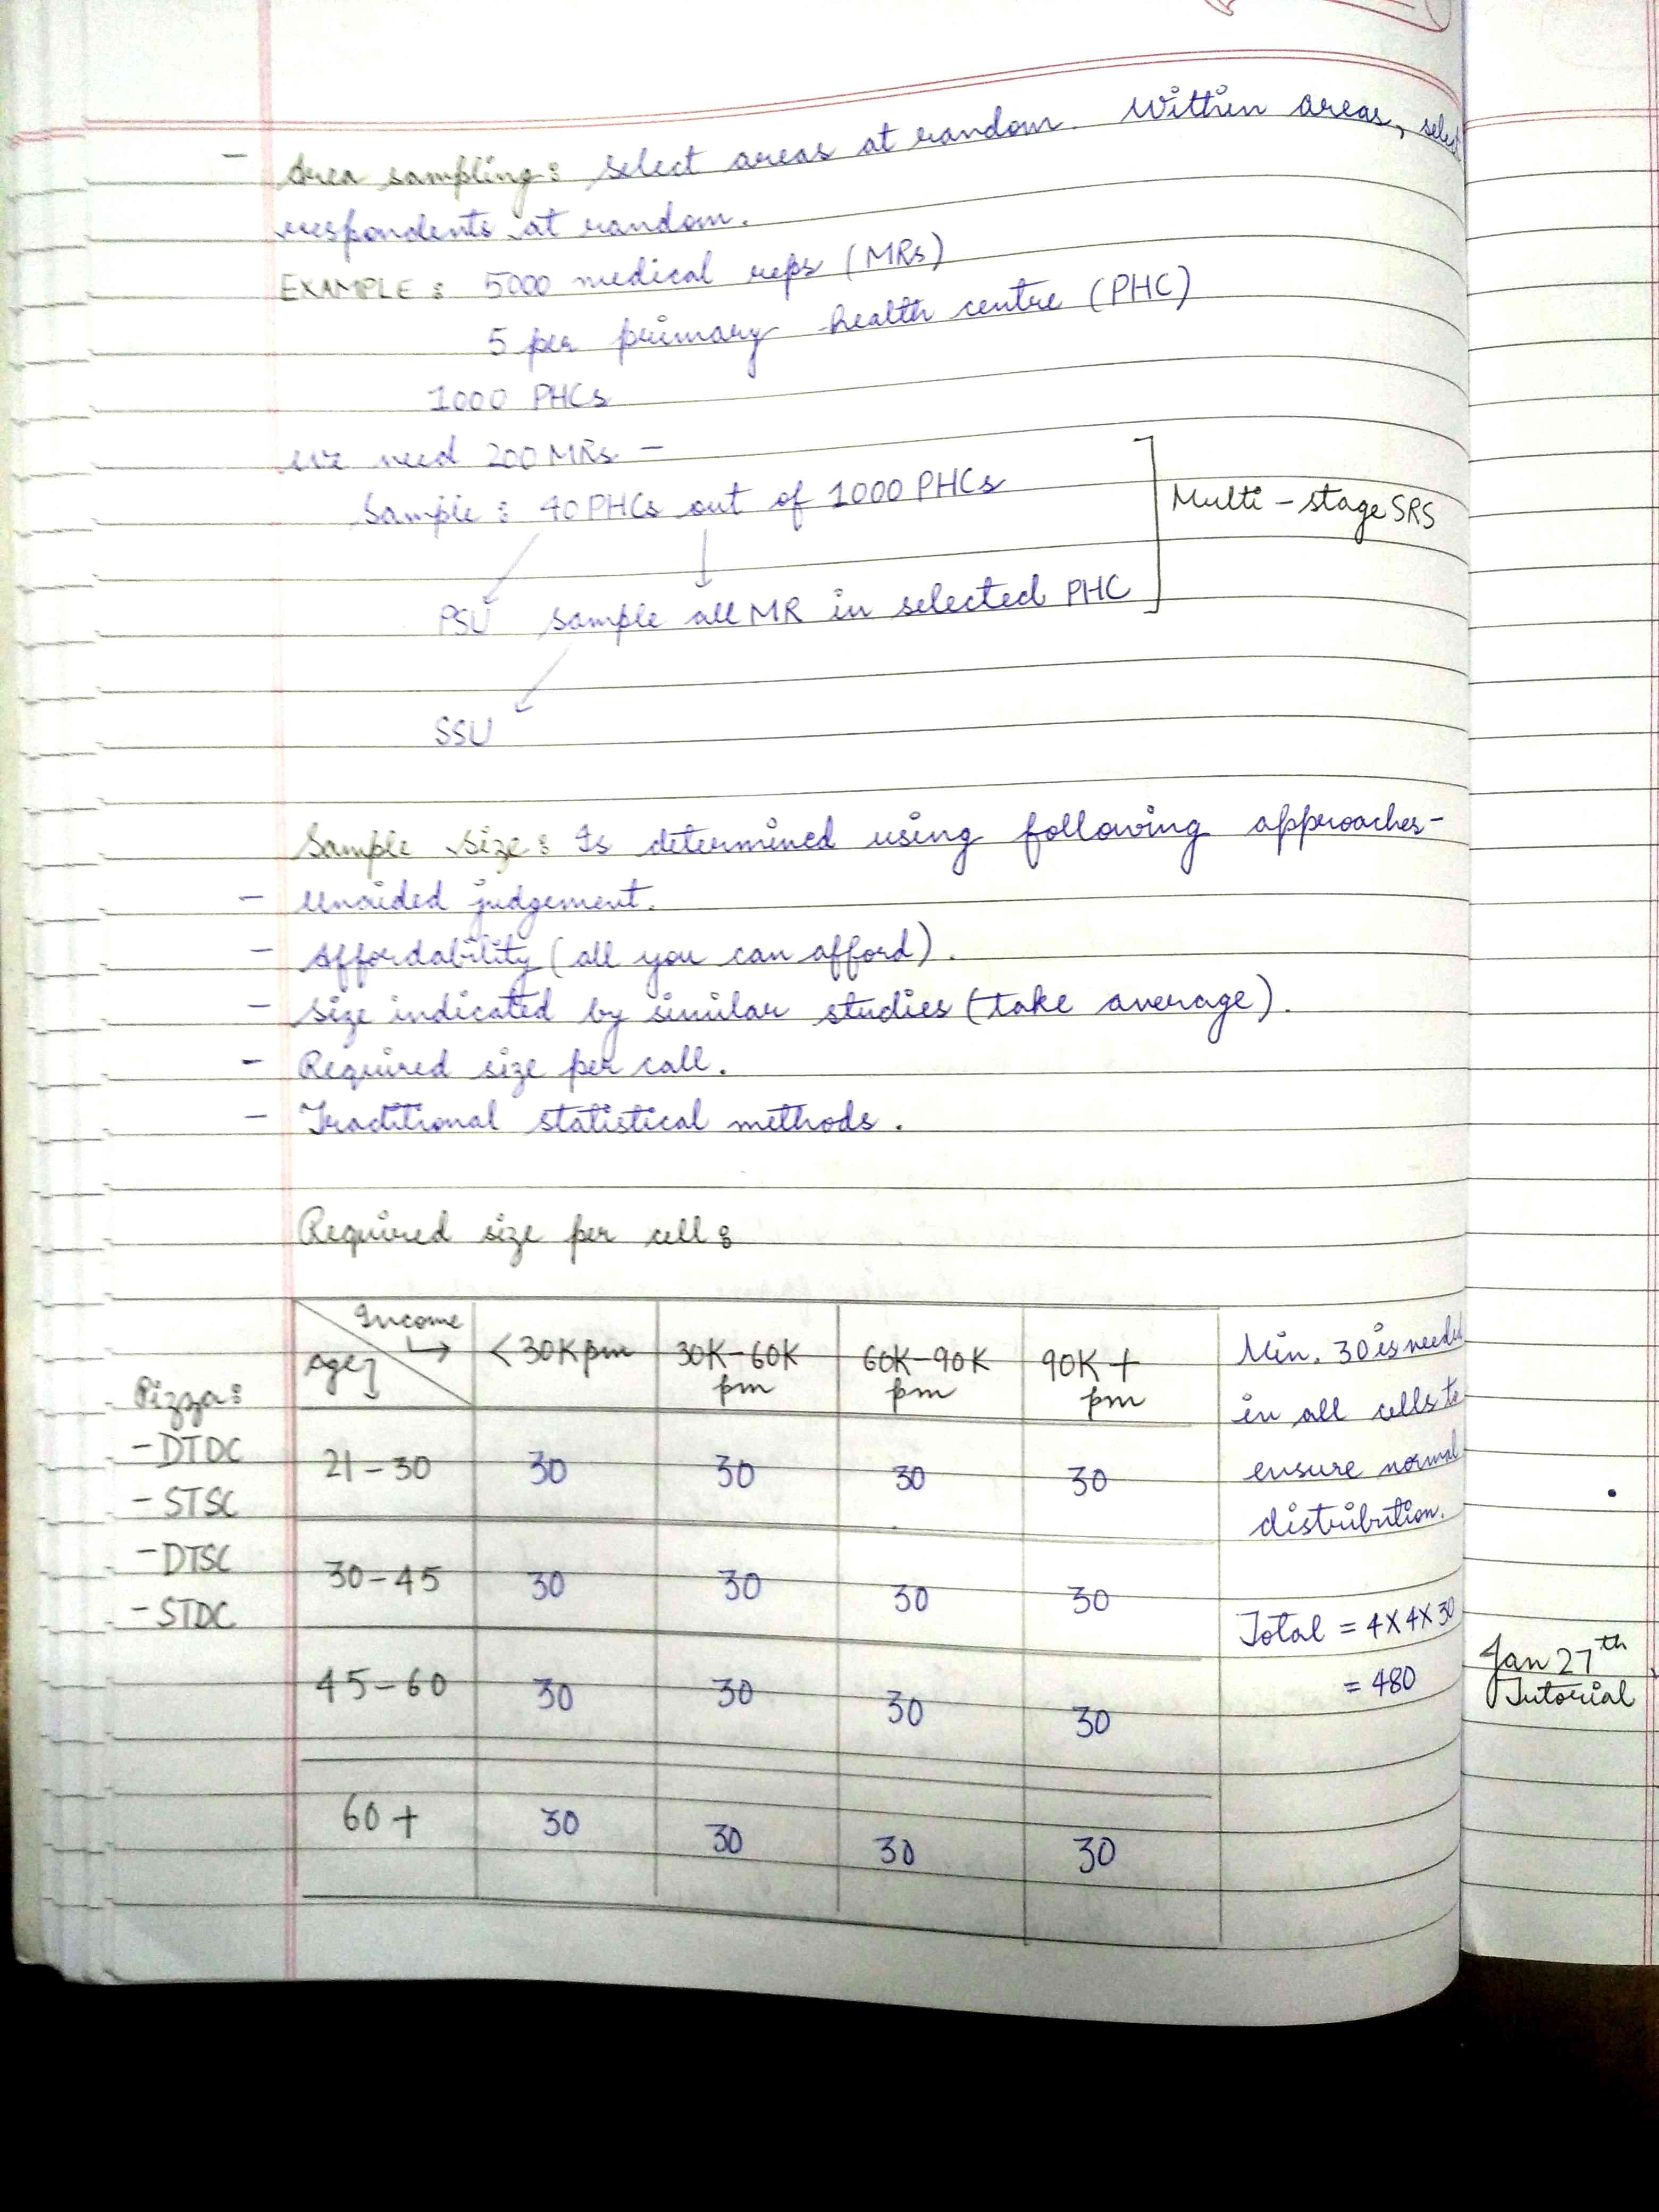 - Area sampling: Select areas at random. Within areas, select
respondents at random.
EXAMPLE: 5000 medical reps (MRs)
5 per primary health centre (PHC)
1000 PHCs
We need 200 MRs -
Sample: 40 PHCs out of 1000 PHCs
Multi-stage SRS
PSU Sample all MR in selected PHC
SSU
Sample size: Is determined using following approaches-
- Unaided judgement.
- Affordability (all you can afford).
- Size indicated by similar studies (take average).
- Required size per call.
- Traditional statistical methods.
Required size per cell:
Income
Age
<30K pm 30K-60K pm 60K-90K pm 90K+ pm
21-30 30 30 30 30
30-45 30 30 30 30
45-60 30 30 30 30
60+ 30 30 30 30
Pizza:
- DTDC
- STSC
- DTSC
- STDC
Min. 30 is
in all cells to
ensure normal
distribution.
Total = 4X4X30
= 480
Jan 27th
Tutorial